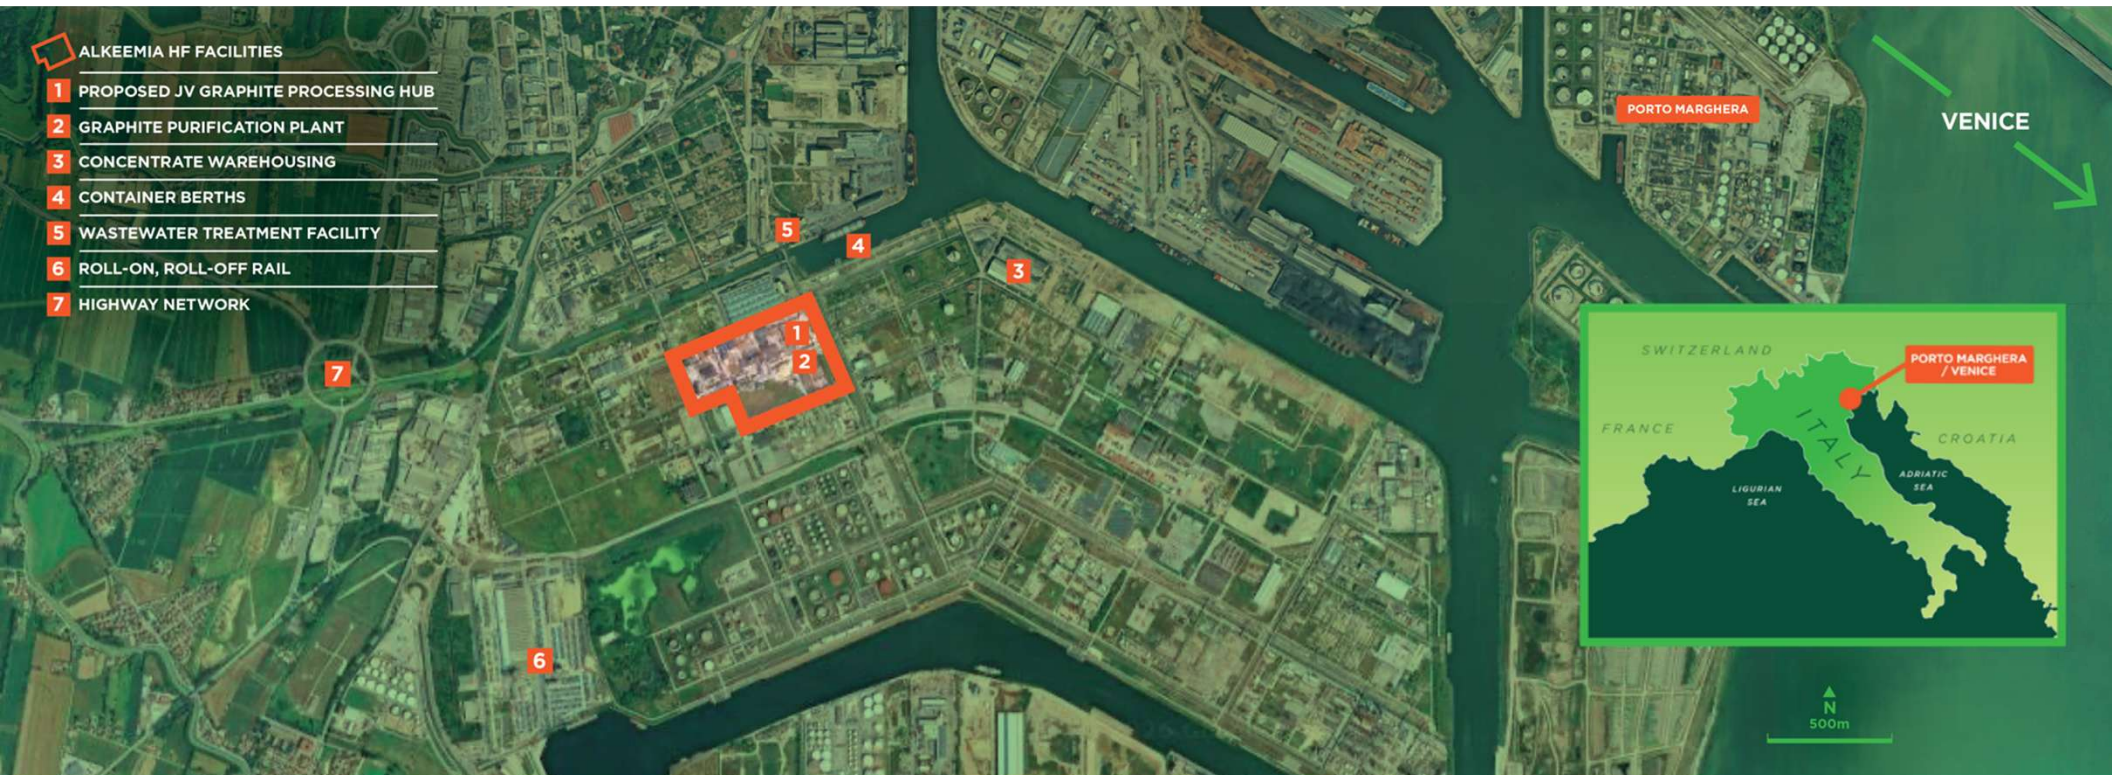 ALKEEMIA HF FACILITIES
1 PROPOSED JV GRAPHITE PROCESSING HUB
2 GRAPHITE PURIFICATION PLANT
3 CONCENTRATE WAREHOUSING
4 CONTAINER BERTHS
5 WASTEWATER TREATMENT FACILITY
6 ROLL-ON, ROLL-OFF RAIL
7 HIGHWAY NETWORK
PORTO MARGHERA
VENICE
5
4
3
1
2
7
6
SWITZERLAND
PORTO MARGHERA
/ VENICE
FRANCE
ITALY
CROATIA
ADRIATIC
SEA
LIGURIAN
SEA
N
500m